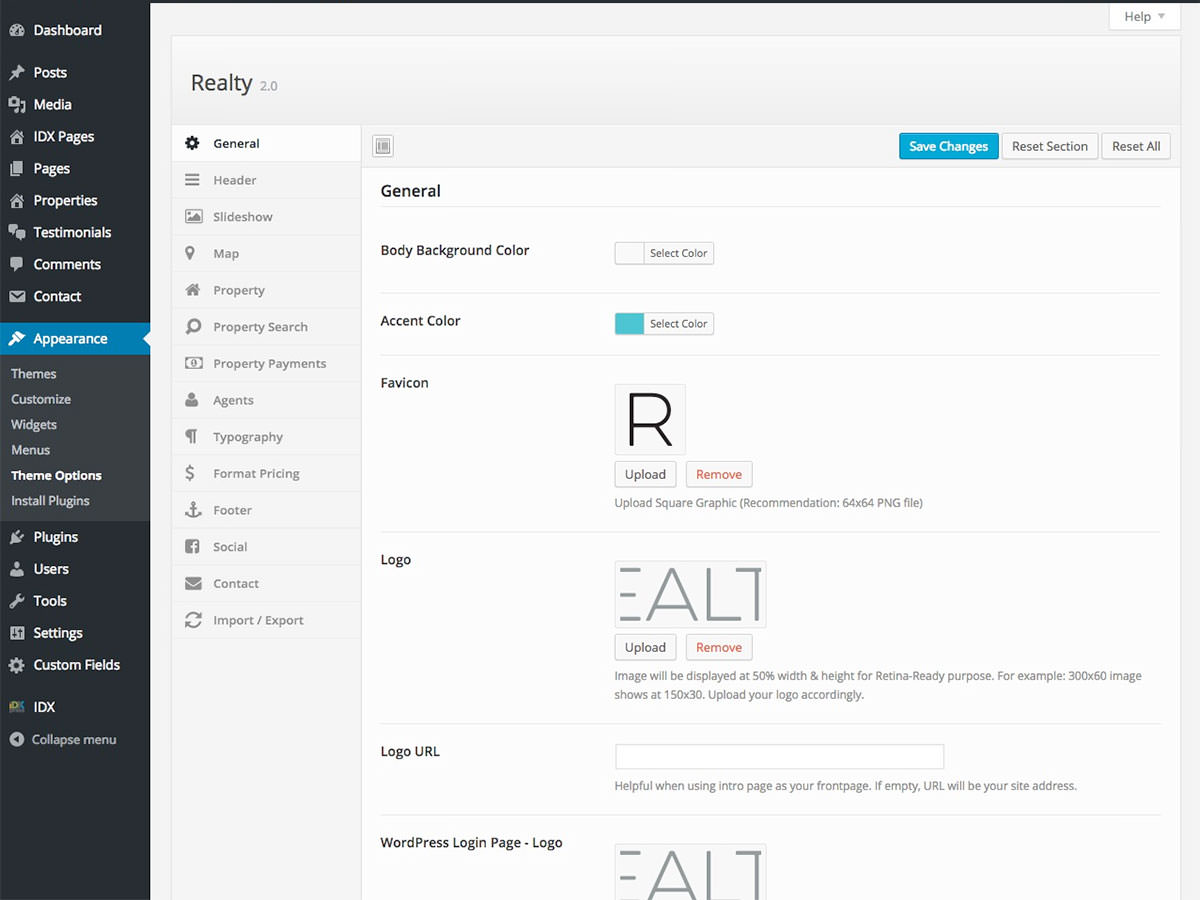 Dashboard
Posts
Media
IDX Pages
Pages
Properties
Testimonials
Comments
Contact
Appearance
Themes
Customize
Widgets
Menus
Theme Options
Install Plugins
Plugins
Users
Tools
Settings
Custom Fields
IDX
Collapse menu
Help
Realty 2.0
General
Header
Slideshow
Map
Property
Property Search
Property Payments
Agents
Typography
Format Pricing
Footer
Social
Contact
Import / Export
Save Changes
Reset Section
Reset All
General
Body Background Color
Select Color
Accent Color
Select Color
Favicon
R
Upload
Remove
Upload Square Graphic (Recommendation: 64x64 PNG file)
Logo
EALT
Upload
Remove
Image will be displayed at 50% width & height for Retina-Ready purpose. For example: 300x60 image
shows at 150x30. Upload your logo accordingly.
Logo URL
Helpful when using intro page as your frontpage. If empty, URL will be your site address.
WordPress Login Page - Logo
EALT